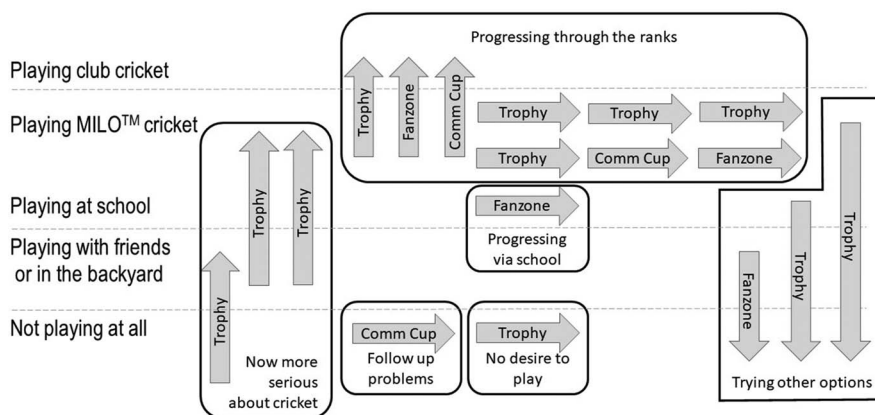 Progressing through the ranks
Playing club cricket
Trophy
Fanzone
Comm Cup
Trophy
Trophy
Trophy
Playing MILO™ cricket
Trophy
Comm Cup
Fanzone
Playing at school
Fanzone
Progressing
via school
Trophy
Trophy
Trophy
Trophy
Fanzone
Playing with friends
or in the backyard
Trophy
Not playing at all
Comm Cup
Follow up
problems
Trophy
No desire to
play
Now more
serious
about cricket
Trying other options